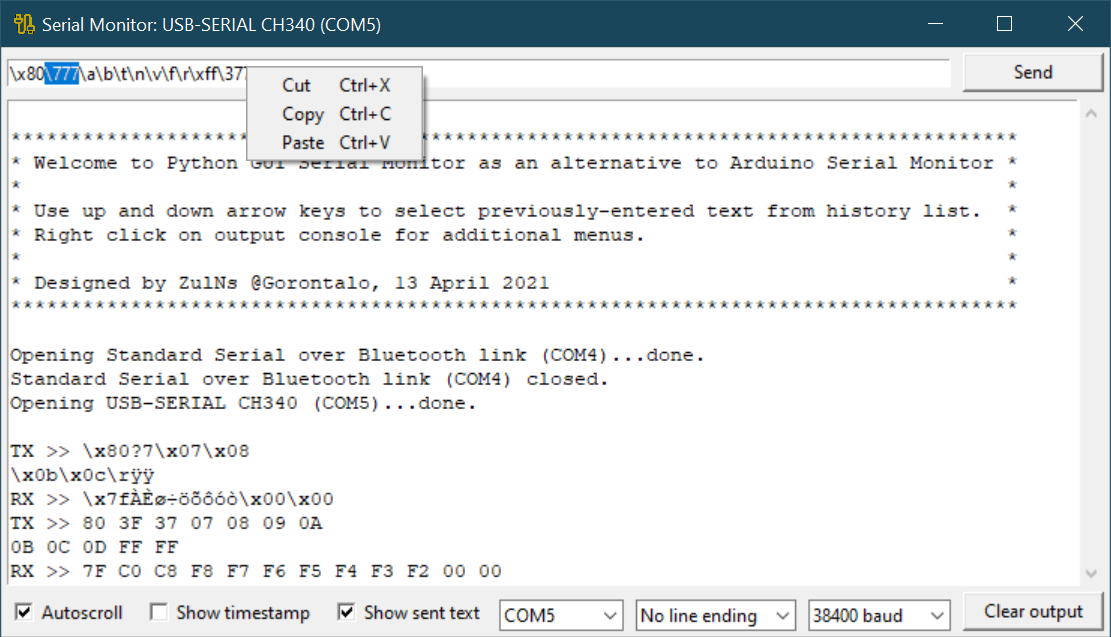 Serial Monitor: USB-SERIAL CH340 (COM5)
\x80\777\a\b\t\n\v\f\r\xff\37
Send
Cut Ctrl+X
Copy Ctrl+C
Paste Ctrl+V
*************************************************************************************
* Welcome to Python GUI Serial Monitor as an alternative to Arduino Serial Monitor *
* *
* Use up and down arrow keys to select previously-entered text from history list. *
* Right click on output console for additional menus. *
* *
* Designed by ZulNs @Gorontalo, 13 April 2021 *
*************************************************************************************
Opening Standard Serial over Bluetooth link (COM4)...done.
Standard Serial over Bluetooth link (COM4) closed.
Opening USB-SERIAL CH340 (COM5)...done.
TX >> \x80?7\x07\x08
\x0b\x0c\rÿÿ
RX >> \x7fÀÈø÷öõôóò\x00\x00
TX >> 80 3F 37 07 08 09 0A
0B 0C 0D FF FF
RX >> 7F C0 C8 F8 F7 F6 F5 F4 F3 F2 00 00
Autoscroll Show timestamp Show sent text COM5 No line ending 38400 baud Clear output